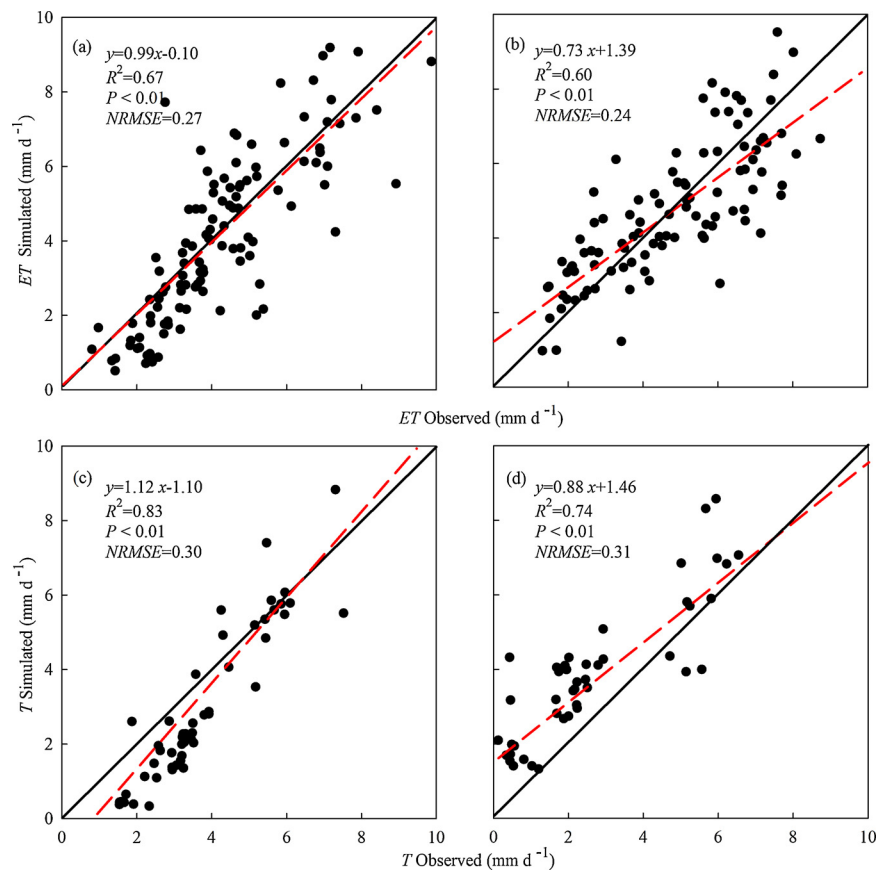 (a)
y=0.99x-0.10
R²=0.67
P < 0.01
NRMSE=0.27
(b)
y=0.73 x+1.39
R²=0.60
P < 0.01
NRMSE=0.24
ET Simulated (mm d⁻¹)
10
8
6
4
2
0
ET Observed (mm d⁻¹)
(c)
y=1.12 x-1.10
R²=0.83
P < 0.01
NRMSE=0.30
(d)
y=0.88 x+1.46
R²=0.74
P < 0.01
NRMSE=0.31
T Simulated (mm d⁻¹)
10
8
6
4
2
0
0 2 4 6 8 10
0 2 4 6 8 10
T Observed (mm d⁻¹)